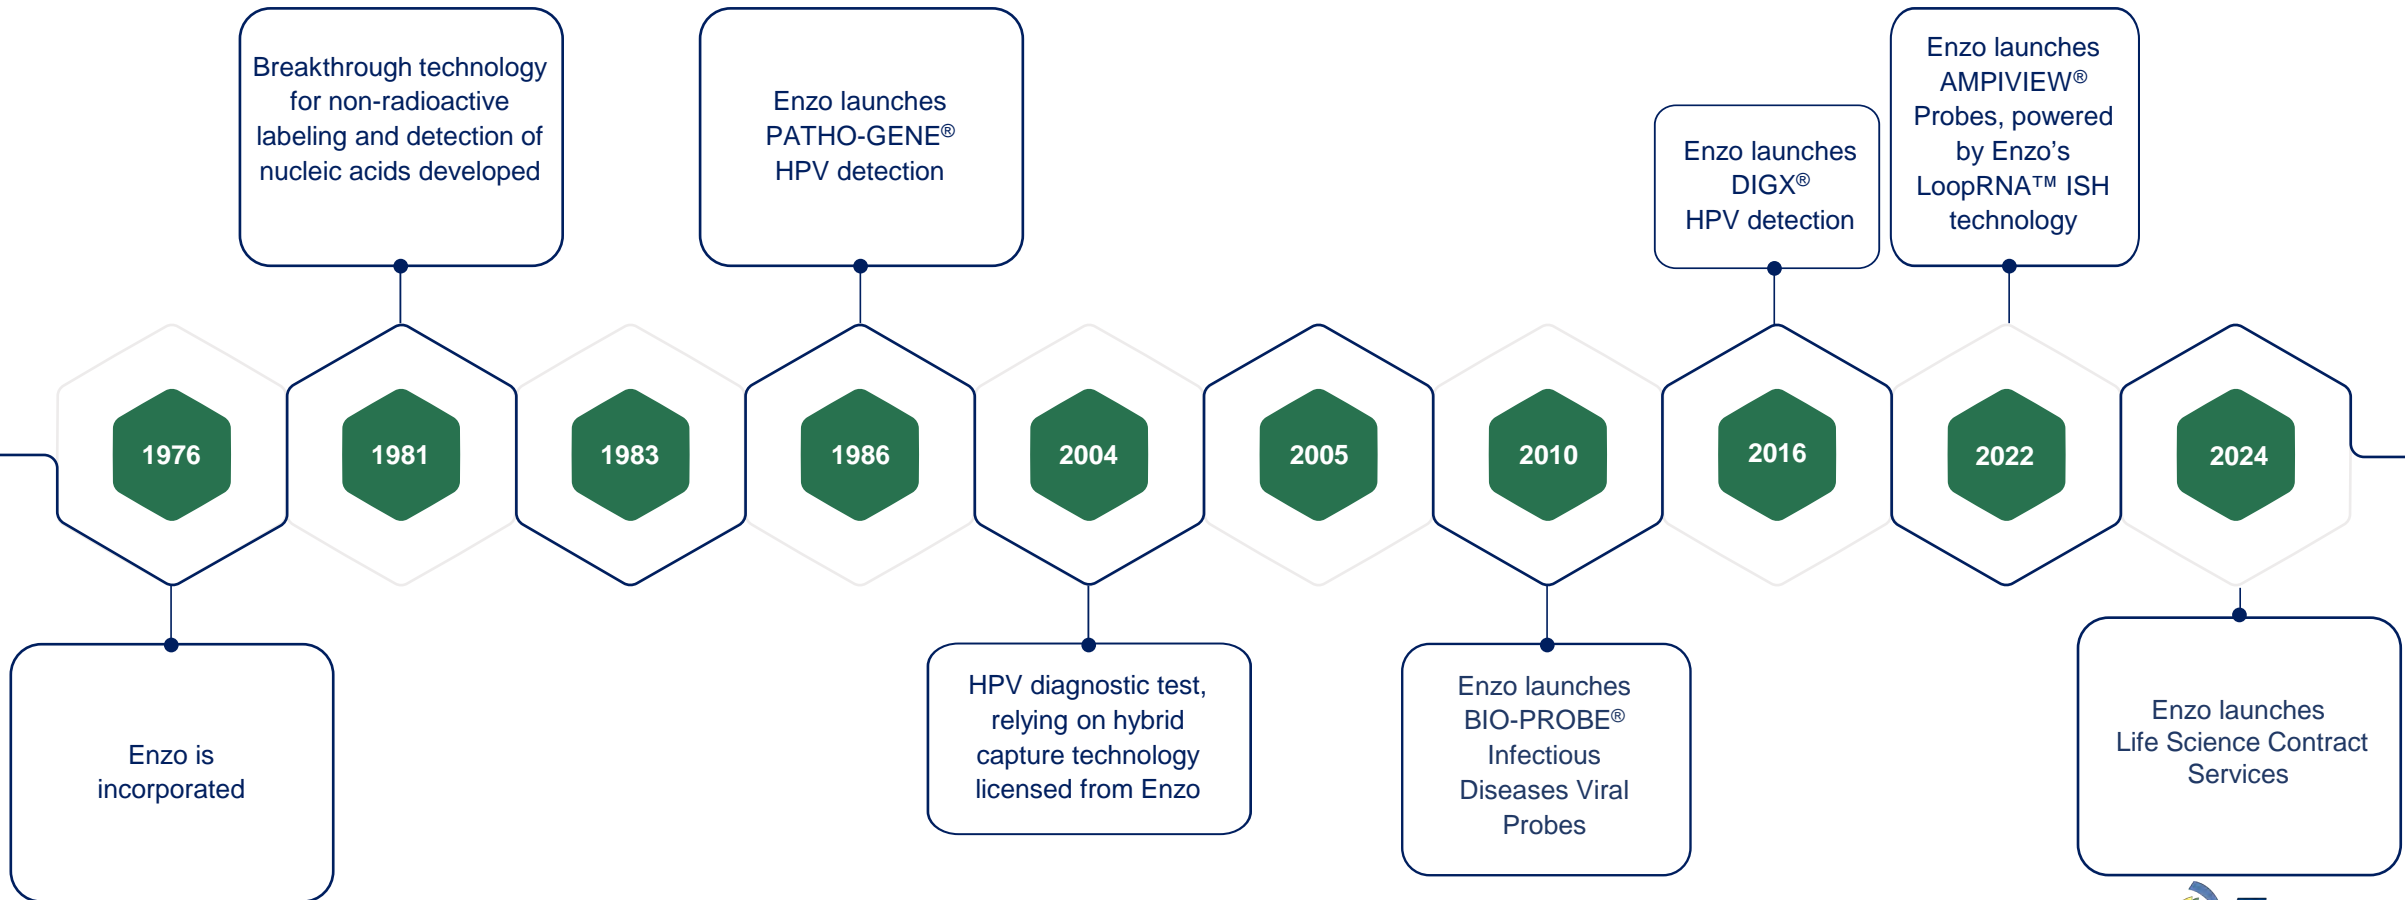 Breakthrough technology
for non-radioactive
labeling and detection of
nucleic acids developed
Enzo launches
PATHO-GENE®
HPV detection
Enzo launches
DIGX®
HPV detection
Enzo launches
AMPIVIEW®
Probes, powered
by Enzo’s
LoopRNA™ ISH
technology
1976
1981
1983
1986
2004
2005
2010
2016
2022
2024
Enzo is
incorporated
HPV diagnostic test,
relying on hybrid
capture technology
licensed from Enzo
Enzo launches
BIO-PROBE®
Infectious
Diseases Viral
Probes
Enzo launches
Life Science Contract
Services